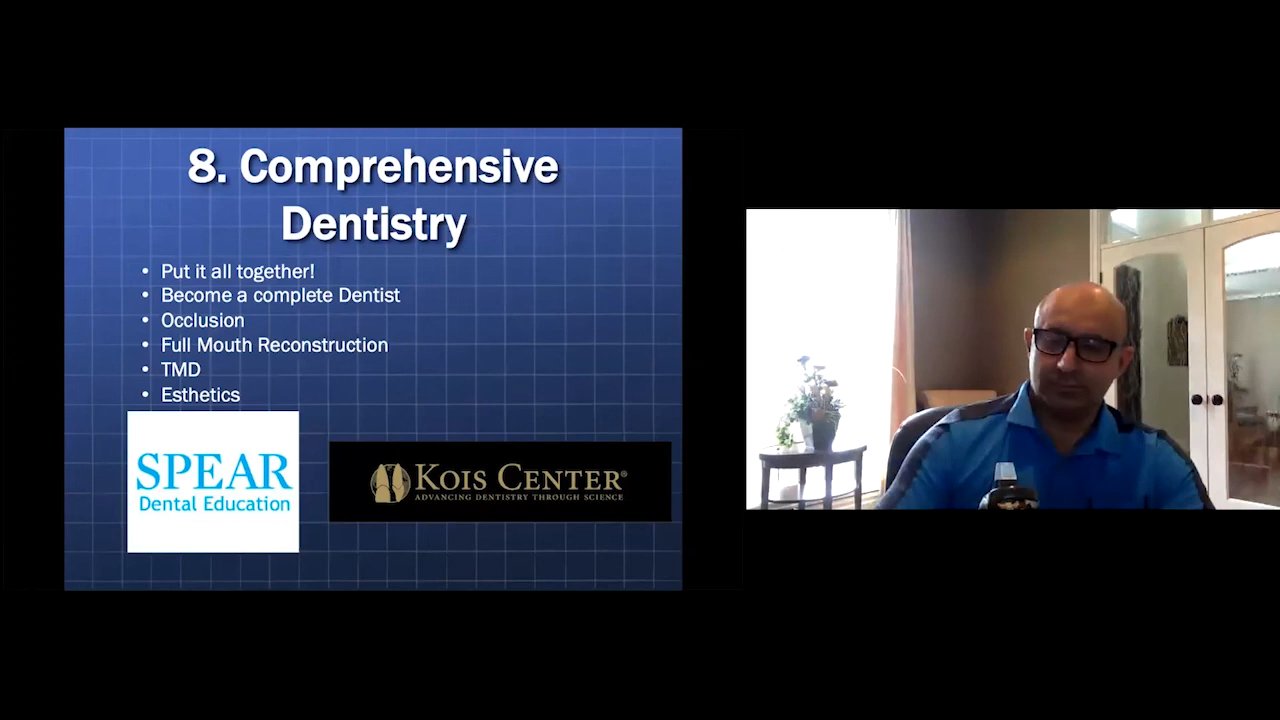 8. Comprehensive
Dentistry
• Put it all together!
• Become a complete Dentist
• Occlusion
• Full Mouth Reconstruction
• TMD
• Esthetics
SPEAR
Dental Education
KOIS CENTER®
ADVANCING DENTISTRY THROUGH SCIENCE